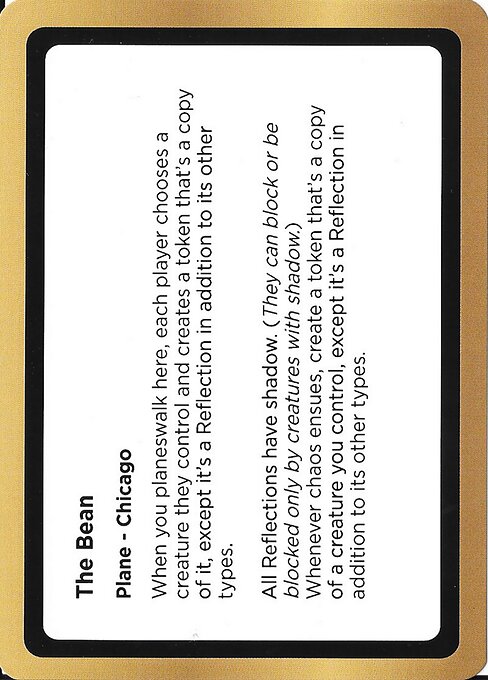 The Bean
Plane - Chicago
When you planeswalk here, each player chooses a
creature they control and creates a token that's a copy
of it, except it's a Reflection in addition to its other
types.
All Reflections have shadow. (They can block or be
blocked only by creatures with shadow.)
Whenever chaos ensues, create a token that's a copy
of a creature you control, except it's a Reflection in
addition to its other types.